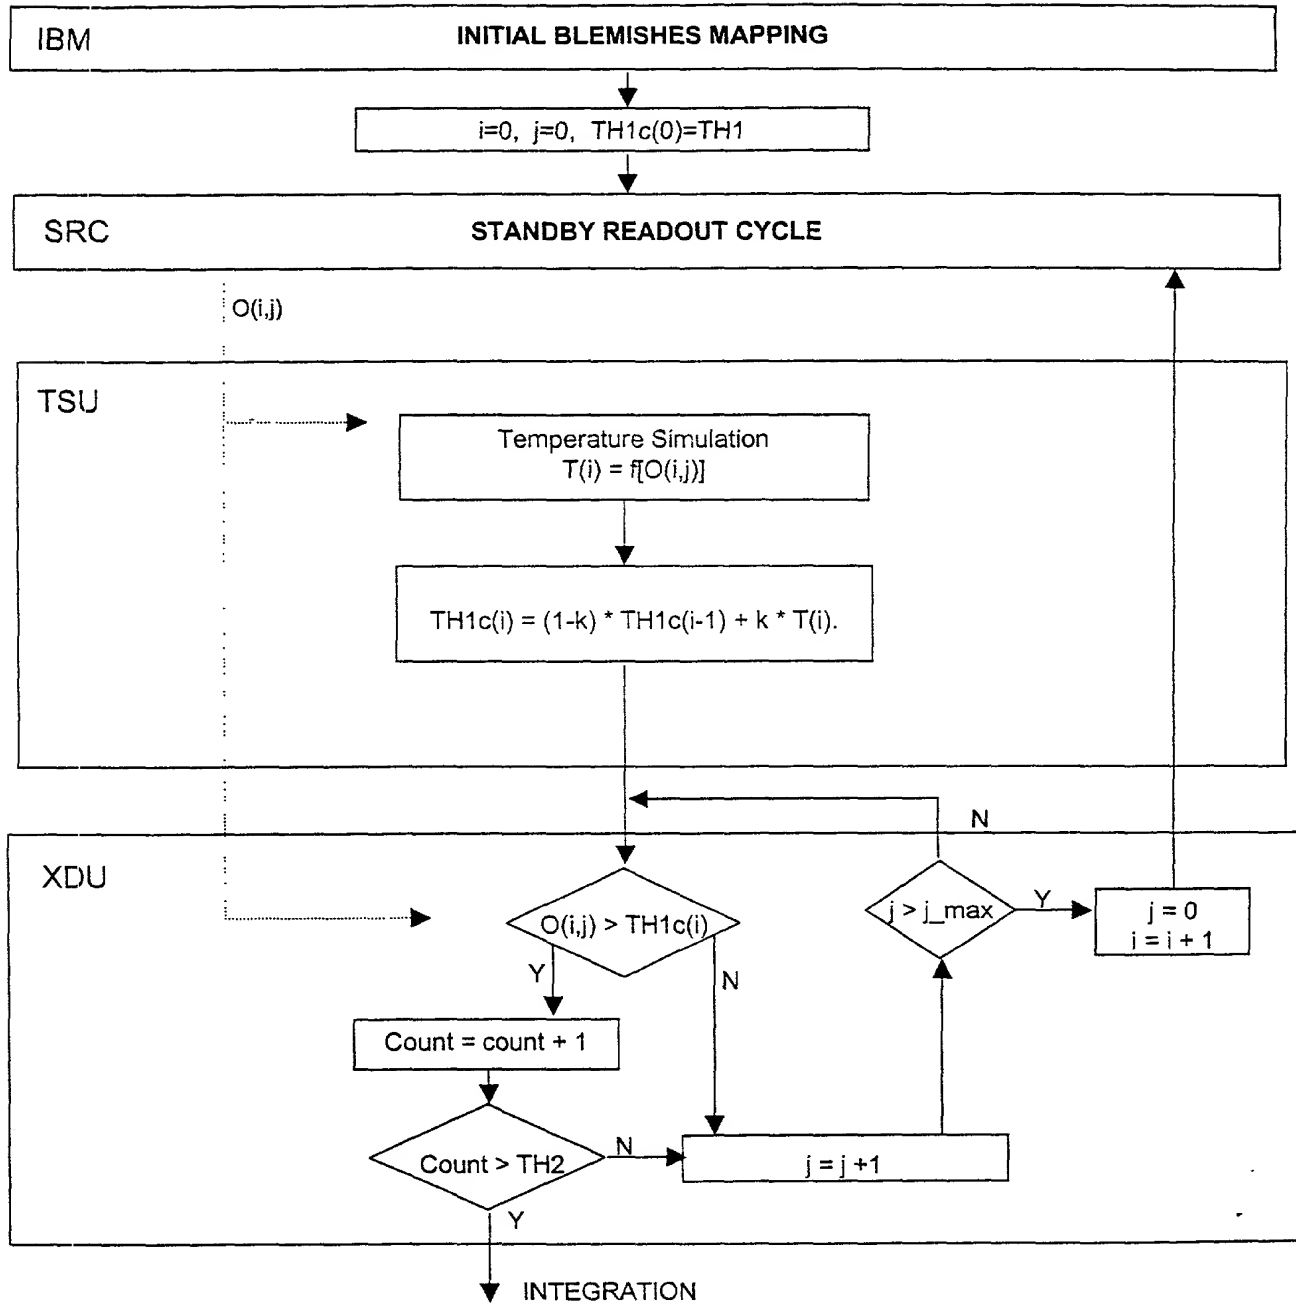 IBM
INITIAL BLEMISHES MAPPING
i=0, j=0, TH1c(0)=TH1
SRC
STANDBY READOUT CYCLE
O(i,j)
TSU
Temperature Simulation
T(i) = f[O(i,j)]
TH1c(i) = (1-k) * TH1c(i-1) + k * T(i).
N
XDU
O(i,j) > TH1c(i)
j > j_max
Y
j = 0
i = i + 1
Y
N
Count = count + 1
Count > TH2
N
j = j +1
Y
INTEGRATION